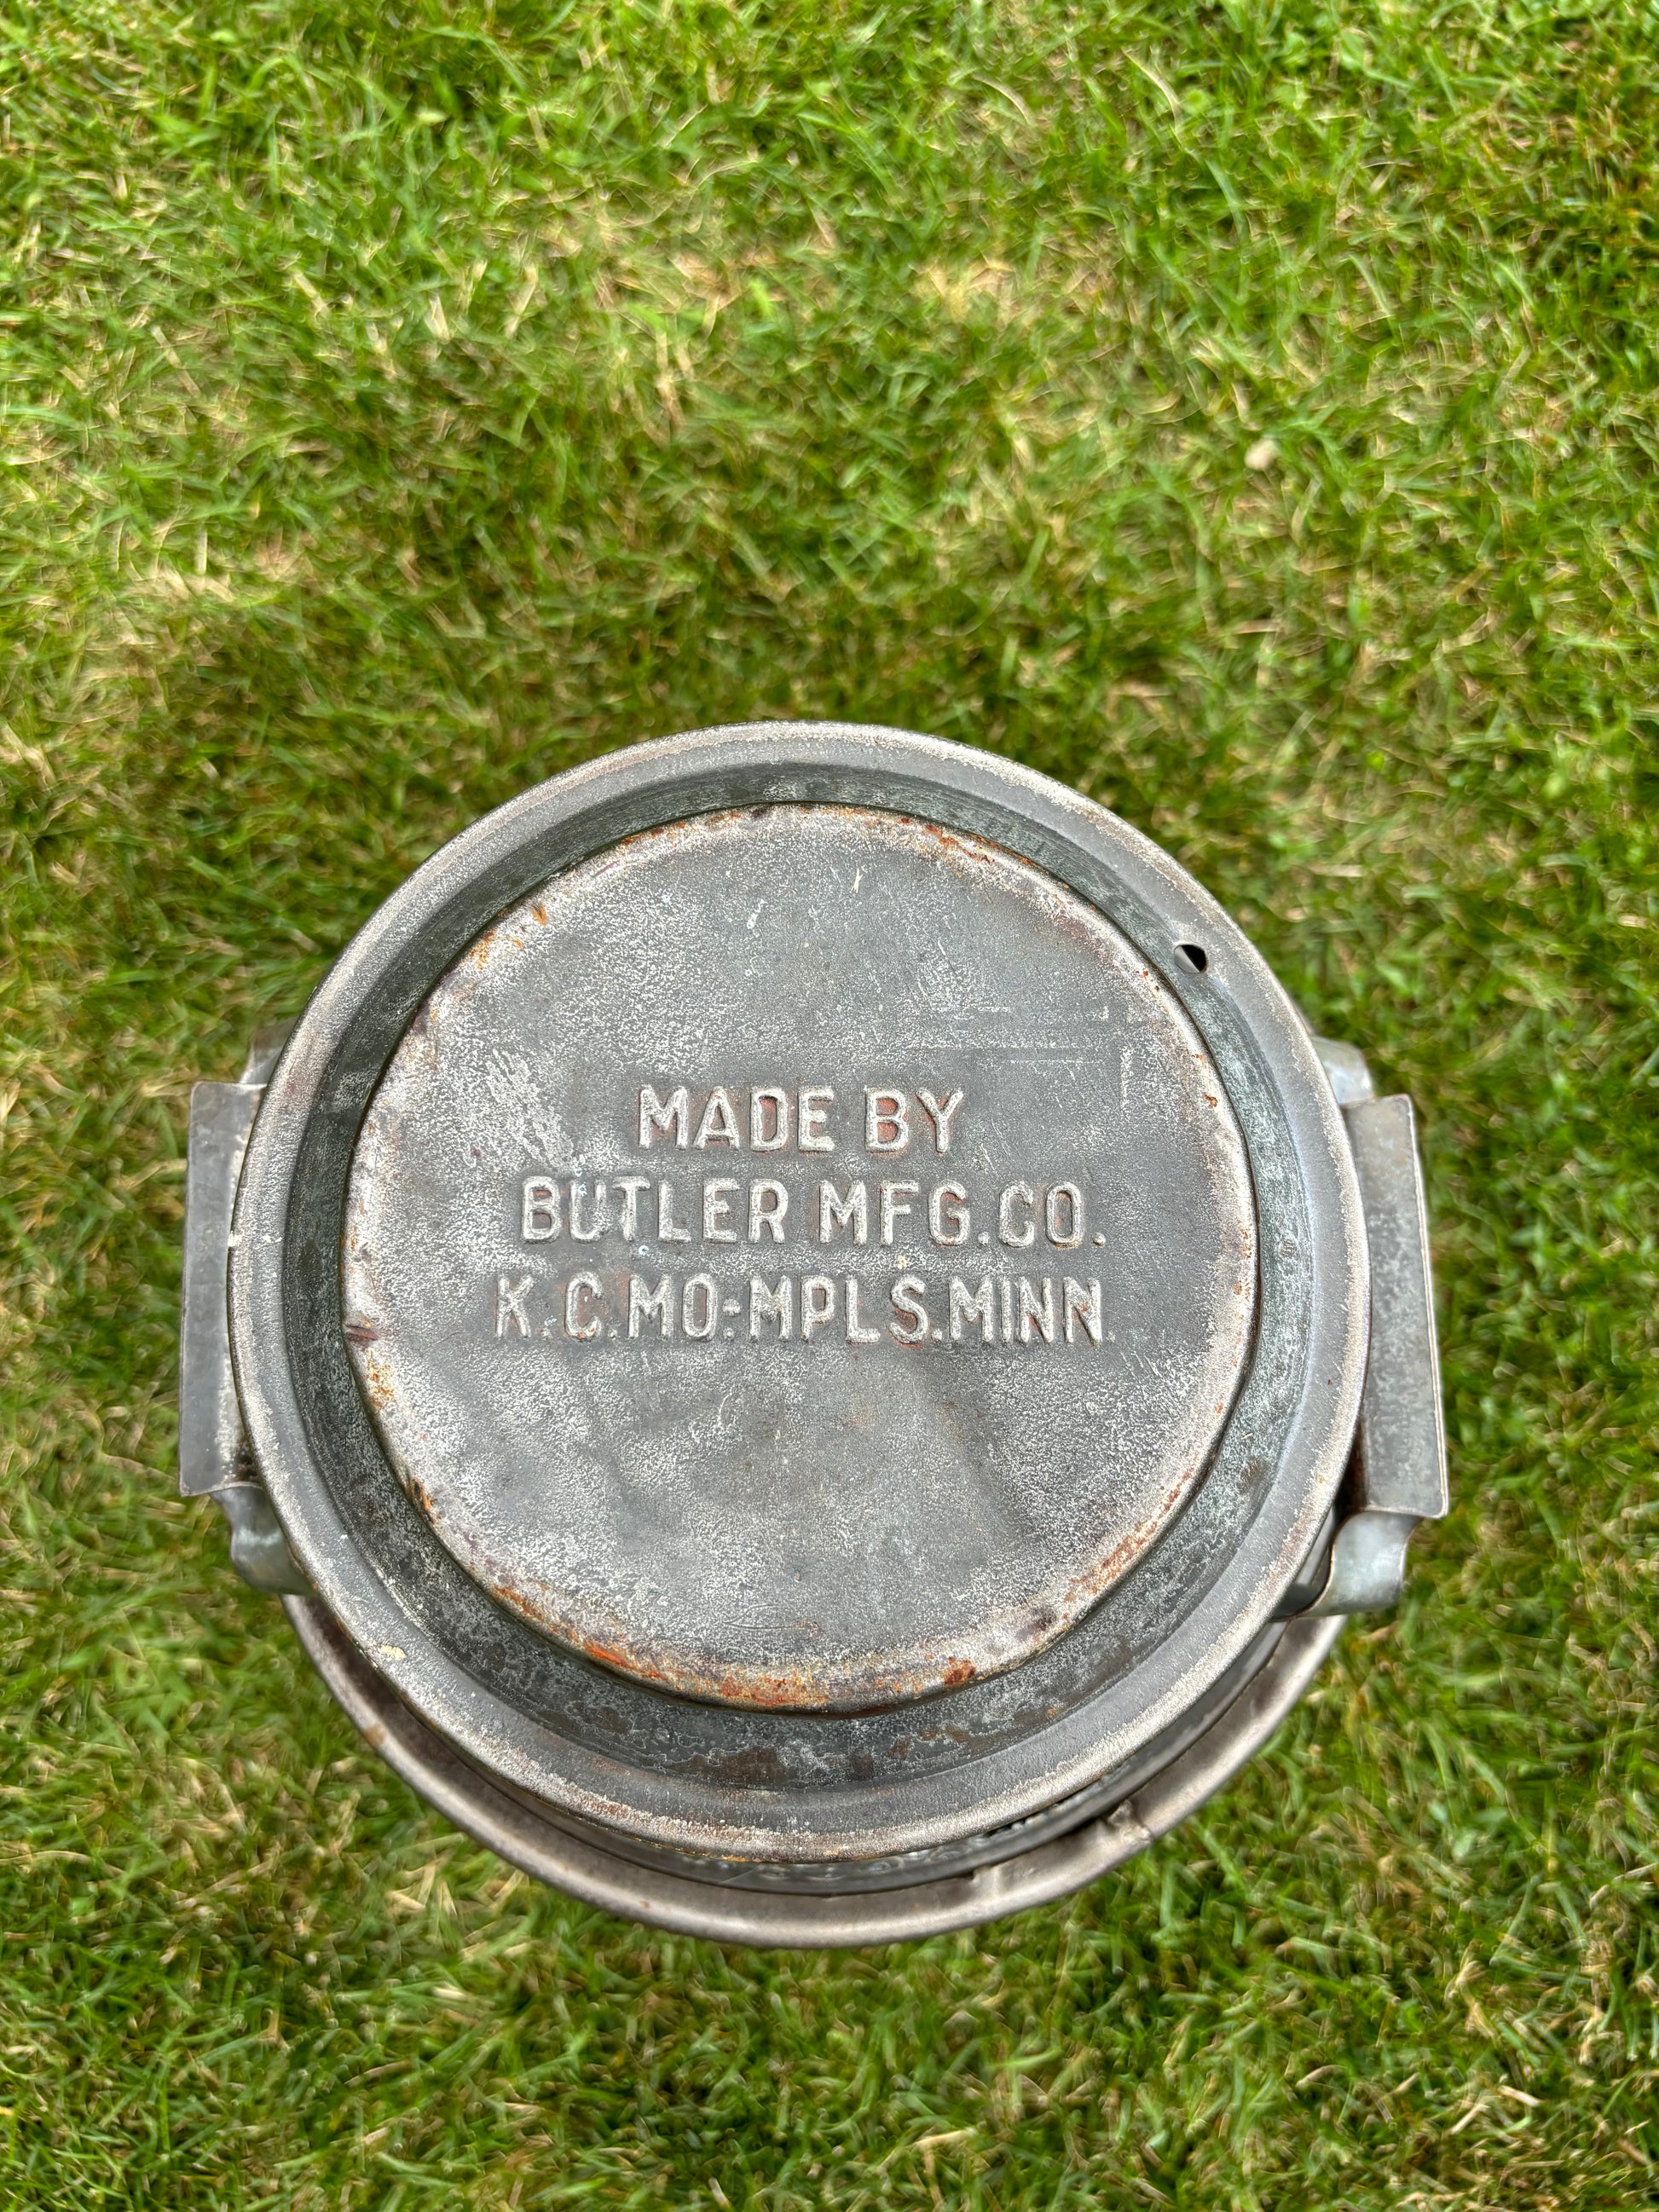 MADE BY
BUTLER MFG.CO.
K.C.MO:-MPLS.MINN.